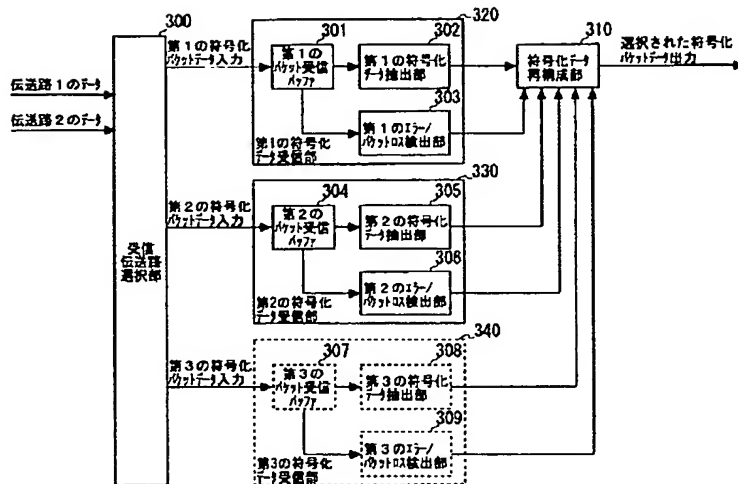 300
伝送路1のデータ
伝送路2のデータ
受信
伝送路
選択部
第1の符号化
パケットデータ入力
320
301
第1の
パケット受信
バッファ
302
第1の符号化
データ抽出部
303
第1のエラー/
パケットロス検出部
第1の符号化
データ受信部
310
符号化データ
再構成部
選択された符号化
パケットデータ出力
第2の符号化
パケットデータ入力
330
304
第2の
パケット受信
バッファ
305
第2の符号化
データ抽出部
306
第2のエラー/
パケットロス検出部
第2の符号化
データ受信部
第3の符号化
パケットデータ入力
340
307
第3の
パケット受信
バッファ
308
第3の符号化
データ抽出部
309
第3のエラー/
パケットロス検出部
第3の符号化
データ受信部